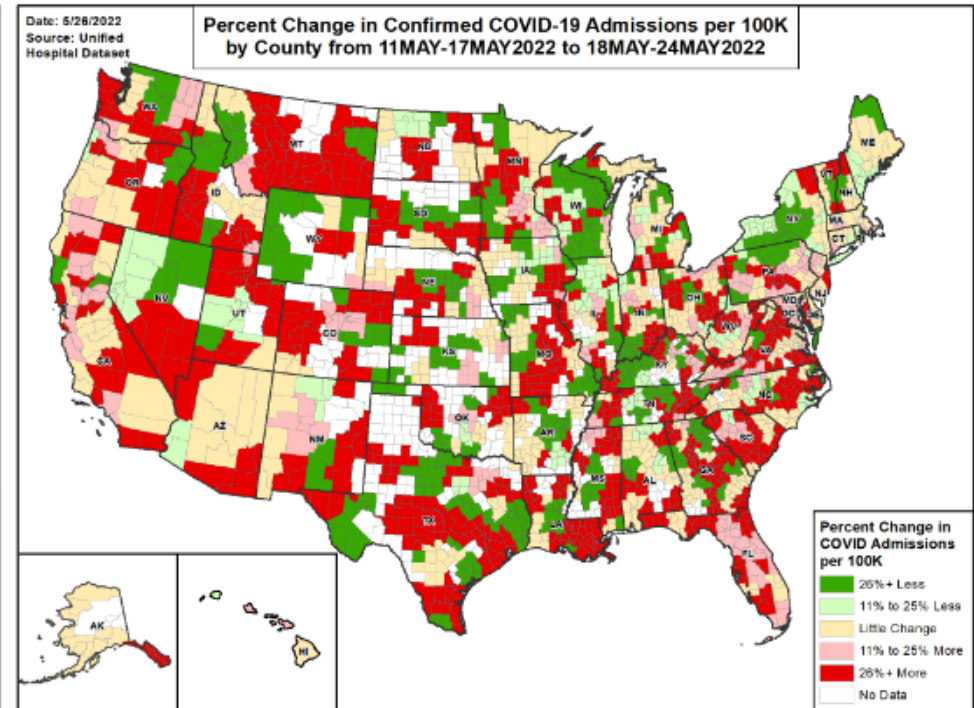 Date: 5/26/2022
Source: Unified
Hospital Dataset
Percent Change in Confirmed COVID-19 Admissions per 100K
by County from 11MAY-17MAY2022 to 18MAY-24MAY2022
WA
MT
ND
MN
ME
OR
ID
SD
WI
VT
NH
WY
MI
NY
MA
CT
NV
NE
IA
PA
NJ
UT
CO
IL
IN
OH
MD
DC
WV
CA
KS
MO
KY
VA
AZ
NM
OK
AR
TN
NC
SC
MS
AL
GA
TX
LA
FL
AK
HI
Percent Change in
COVID Admissions
per 100K
26%+ Less
11% to 25% Less
Little Change
11% to 25% More
26%+ More
No Data